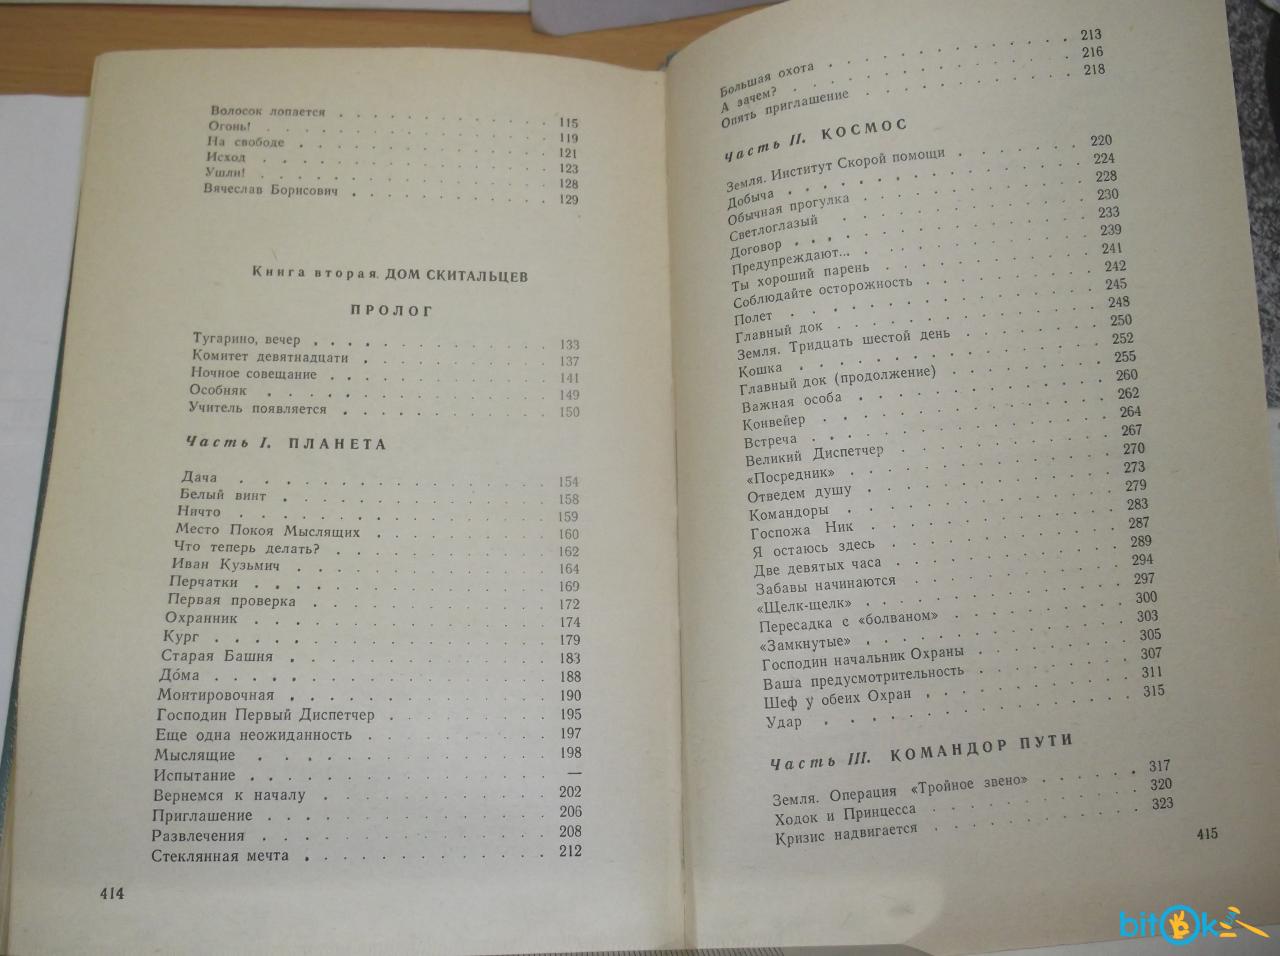 Волосок лопается . . . . . . . . . . . . 115
Огонь! . . . . . . . . . . . . 119
На свободе . . . . . . . . . . . . 121
Исход . . . . . . . . . . . . 123
Ушли! . . . . . . . . . . . . 128
Вячеслав Борисович . . . . . . . . . . . . 129
Книга вторая. ДОМ СКИТАЛЬЦЕВ
ПРОЛОГ
Тугарино, вечер . . . . . . . . . . . . 133
Комитет девятнадцати . . . . . . . . . . . . 137
Ночное совещание . . . . . . . . . . . . 141
Особняк . . . . . . . . . . . . 149
Учитель появляется . . . . . . . . . . . . 150
Часть I. ПЛАНЕТА
Дача . . . . . . . . . . . . 154
Белый винт . . . . . . . . . . . . 158
Ничто . . . . . . . . . . . . 159
Место Покоя Мыслящих . . . . . . . . . . 160
Что теперь делать? . . . . . . . . . . . 162
Иван Кузьмич . . . . . . . . . . . . 164
Перчатки . . . . . . . . . . . . 169
Первая проверка . . . . . . . . . . . . 172
Охранник . . . . . . . . . . . . 174
Кург . . . . . . . . . . . . 179
Старая Башня . . . . . . . . . . . . 183
Дома . . . . . . . . . . . . 188
Монтировочная . . . . . . . . . . . . 190
Господин Первый Диспетчер . . . . . . . . 195
Еще одна неожиданность . . . . . . . . . 197
Мыслящие . . . . . . . . . . . . 198
Испытание . . . . . . . . . . . . —
Вернемся к началу . . . . . . . . . . 202
Приглашение . . . . . . . . . . . . 206
Развлечения . . . . . . . . . . . . 208
Стеклянная мечта . . . . . . . . . . . 212
414
Большая охота . . . . . . . . . . . 213
А зачем? . . . . . . . . . . . . 216
Опять приглашение . . . . . . . . . . 218
Часть II. КОСМОС
Земля. Институт Скорой помощи . . . . . . 220
Добыча . . . . . . . . . . . . 224
Обычная прогулка . . . . . . . . . . . 228
Светлоглазый . . . . . . . . . . . . 230
Договор . . . . . . . . . . . . 233
Предупреждают... . . . . . . . . . . . 239
Ты хороший парень . . . . . . . . . . 241
Соблюдайте осторожность . . . . . . . . 242
Полет . . . . . . . . . . . . 245
Главный док . . . . . . . . . . . . 248
Земля. Тридцать шестой день . . . . . . . 250
Кошка . . . . . . . . . . . . 252
Главный док (продолжение) . . . . . . . . 255
Важная особа . . . . . . . . . . . . 260
Конвейер . . . . . . . . . . . . 262
Встреча . . . . . . . . . . . . 264
Великий Диспетчер . . . . . . . . . . 267
«Посредник» . . . . . . . . . . . . 270
Отведем душу . . . . . . . . . . . . 273
Командоры . . . . . . . . . . . . 279
Госпожа Ник . . . . . . . . . . . . 283
Я остаюсь здесь . . . . . . . . . . . 287
Две девятых часа . . . . . . . . . . . 289
Забавы начинаются . . . . . . . . . . 294
«Щелк-щелк» . . . . . . . . . . . . 297
Пересадка с «болваном» . . . . . . . . . 300
«Замкнутые» . . . . . . . . . . . . 303
Господин начальник Охраны . . . . . . . . 305
Ваша предусмотрительность . . . . . . . . 307
Шеф у обеих Охран . . . . . . . . . . 311
Удар . . . . . . . . . . . . 315
Часть III. КОМАНДОР ПУТИ
Земля. Операция «Тройное звено» . . . . . . 317
Ходок и Принцесса . . . . . . . . . . 320
Кризис надвигается . . . . . . . . . . 323
415